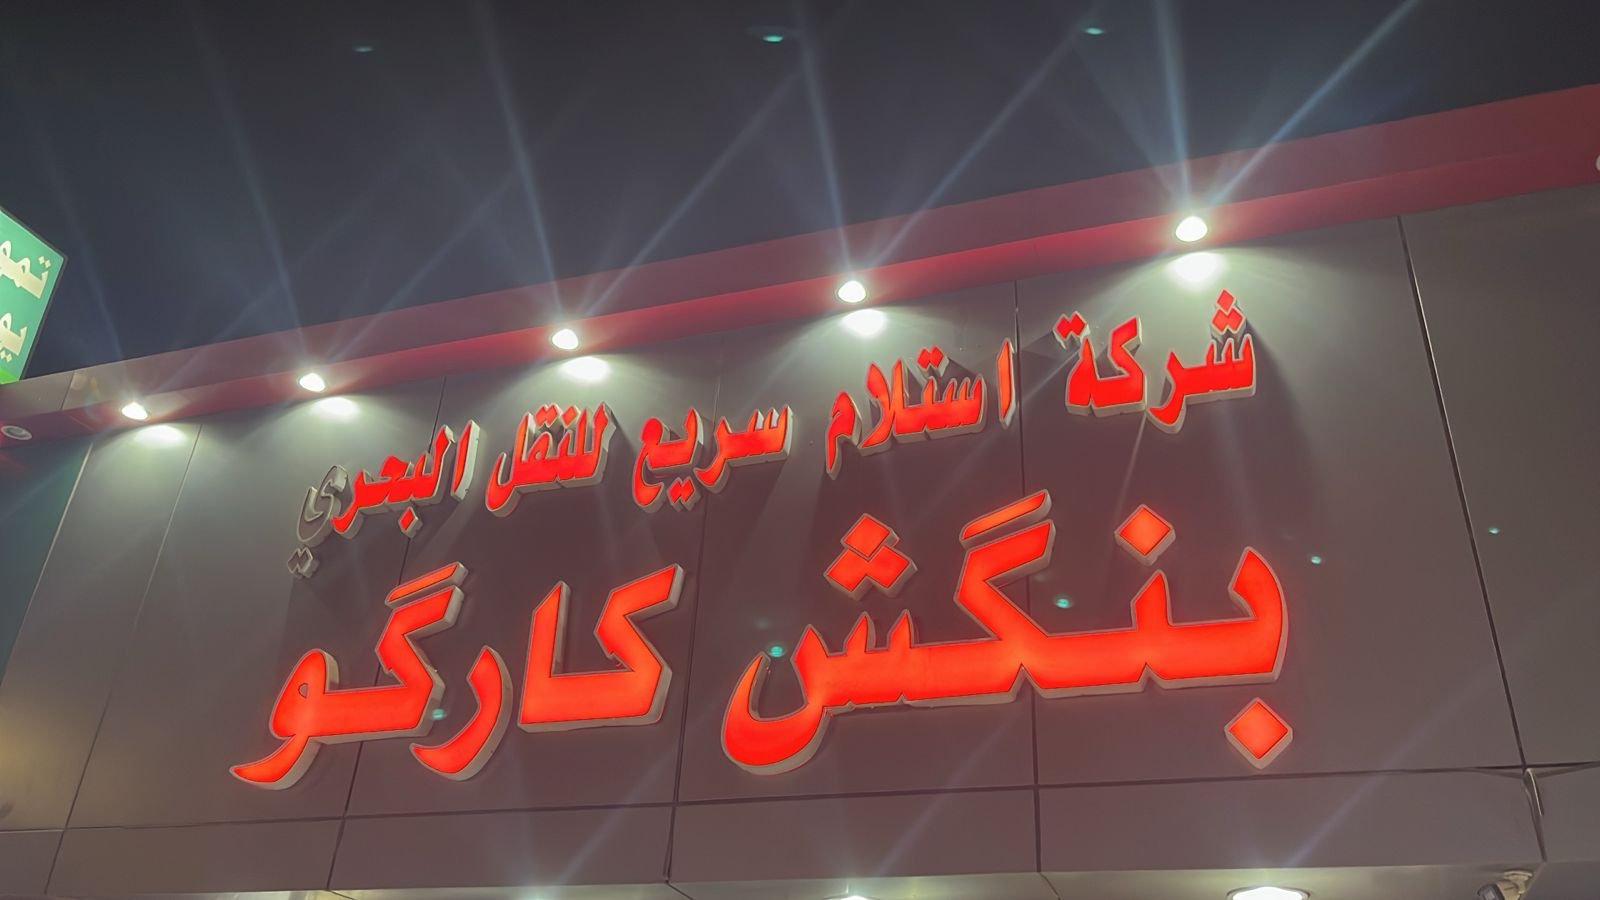 شركة استلام سريع للنقل البحري
بنگش كارگو